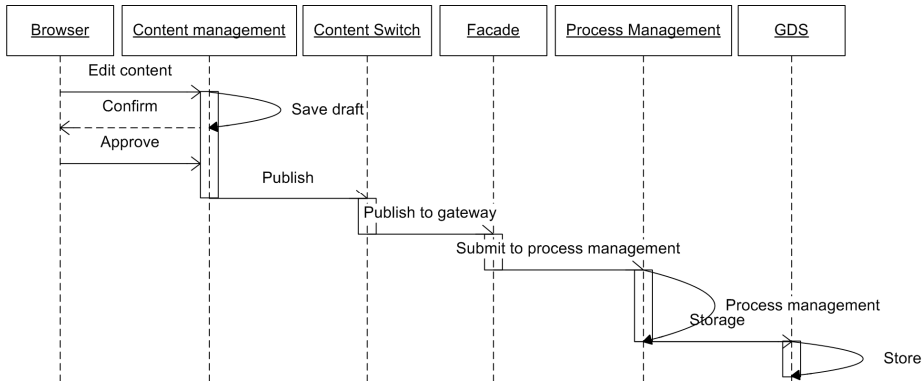 Browser
Content management
Content Switch
Facade
Process Management
GDS
Edit content
Confirm
Save draft
Approve
Publish
Publish to gateway
Submit to process management
Process management
Storage
Store